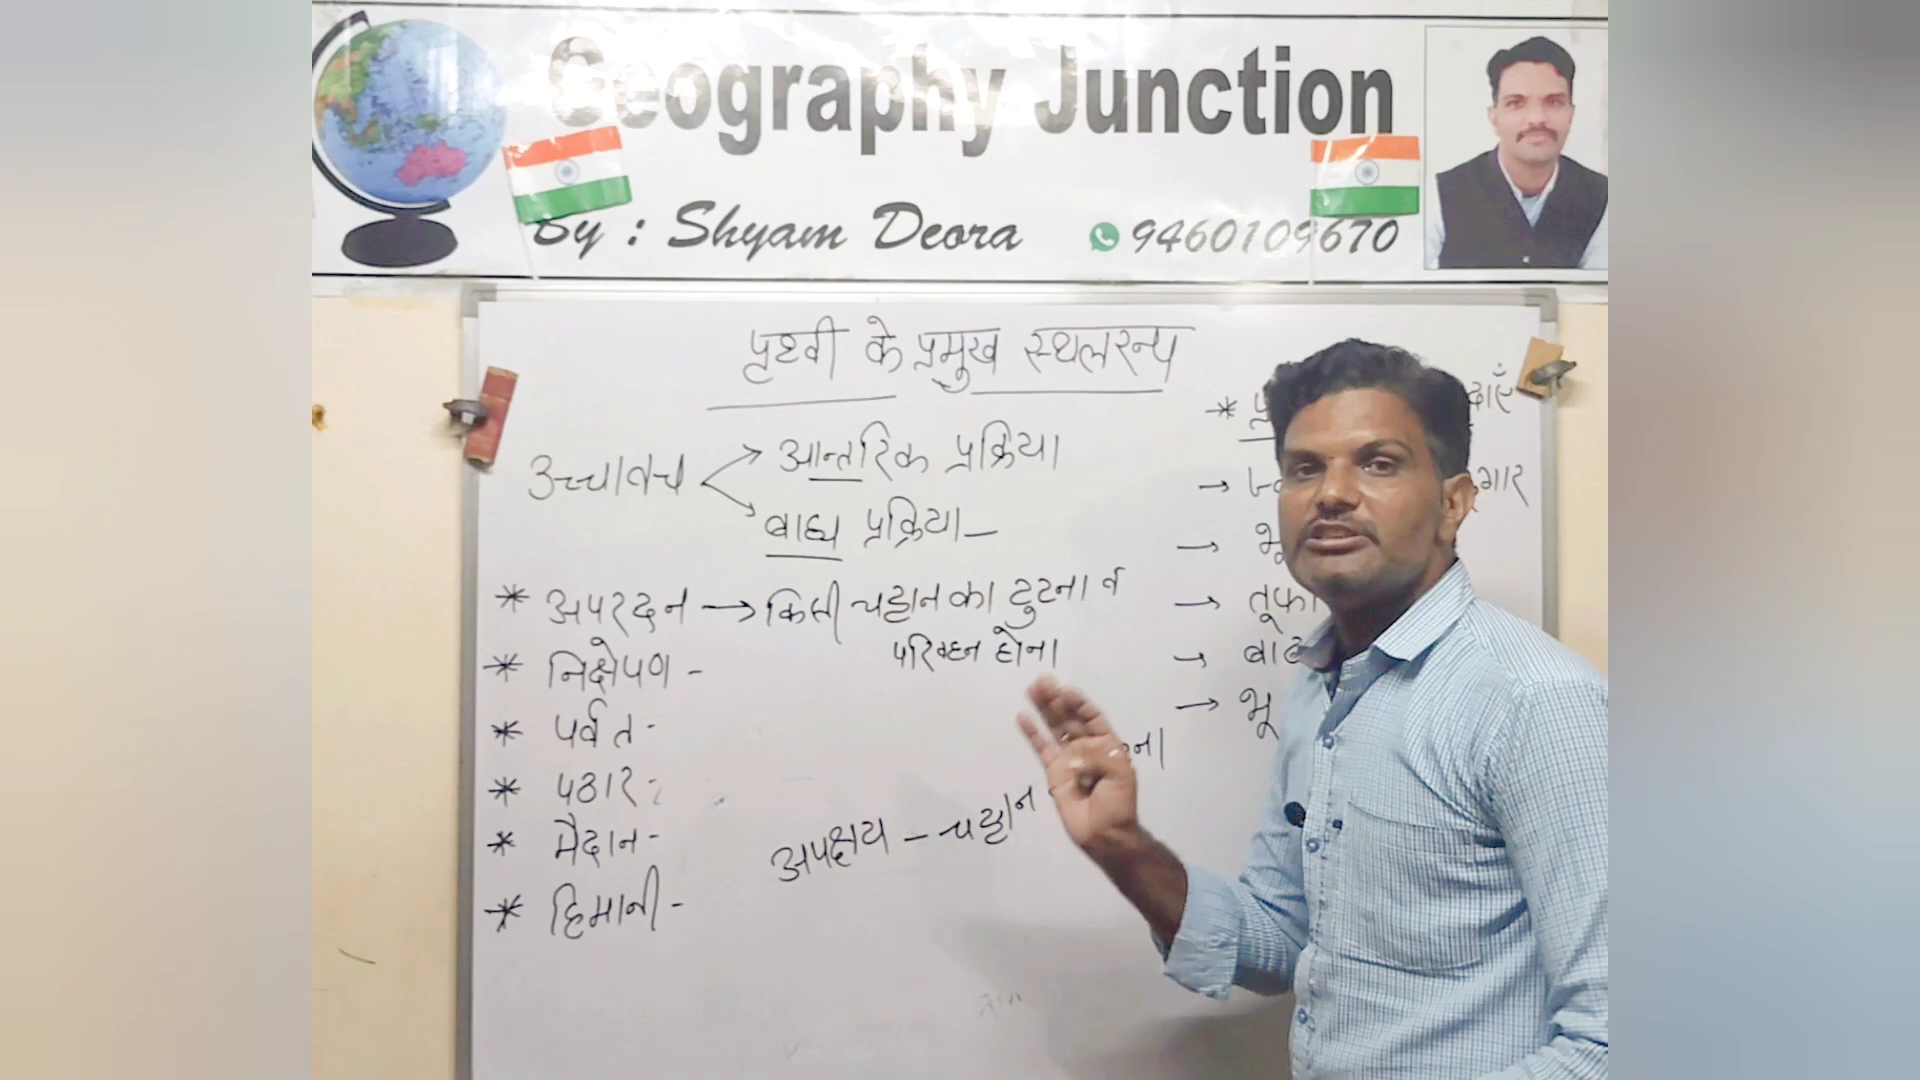 Geography Junction
By : Shyam Deora 9460109670
पृथ्वी के प्रमुख स्थलरन्प
उच्चावच
आन्तरिक प्रक्रिया
बाह्य प्रक्रिया -
* अपरदन → किसी चट्टान का टुटना व
परिवहन होना
* निक्षेपण -
* पर्वत -
* पठार -
* मैदान -
* हिमानी -
अपक्षय - चट्टान
*
→
→
→
→ बाढ़
→ भू